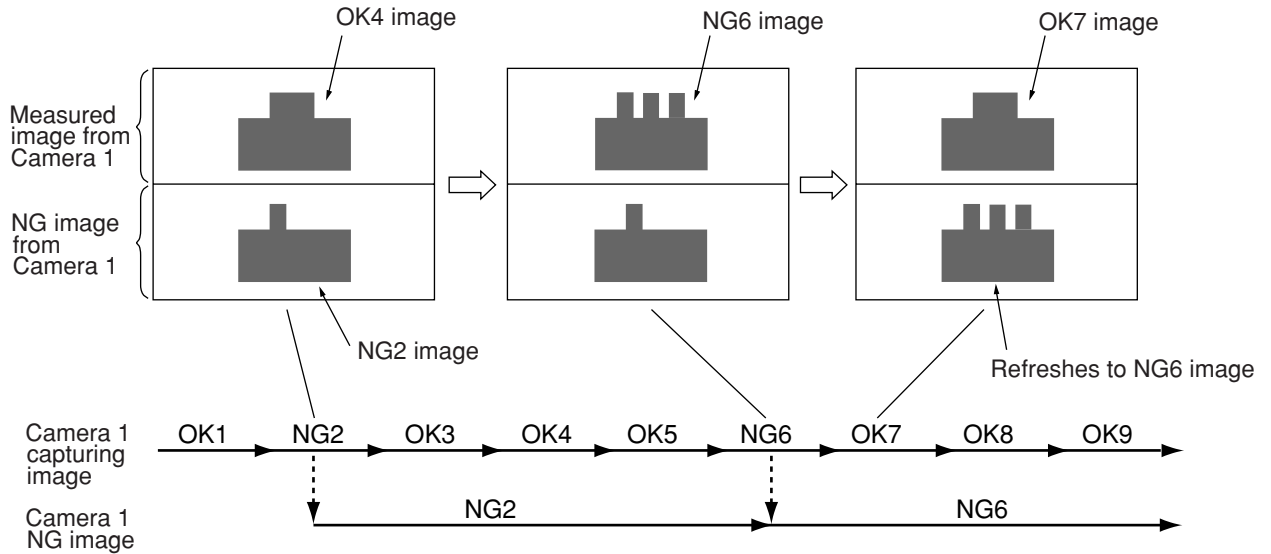 OK4 image
NG6 image
OK7 image
Measured
image from
Camera 1
NG image
from
Camera 1
NG2 image
Refreshes to NG6 image
Camera 1
capturing
image
OK1 NG2 OK3 OK4 OK5 NG6 OK7 OK8 OK9
Camera 1
NG image
NG2 NG6